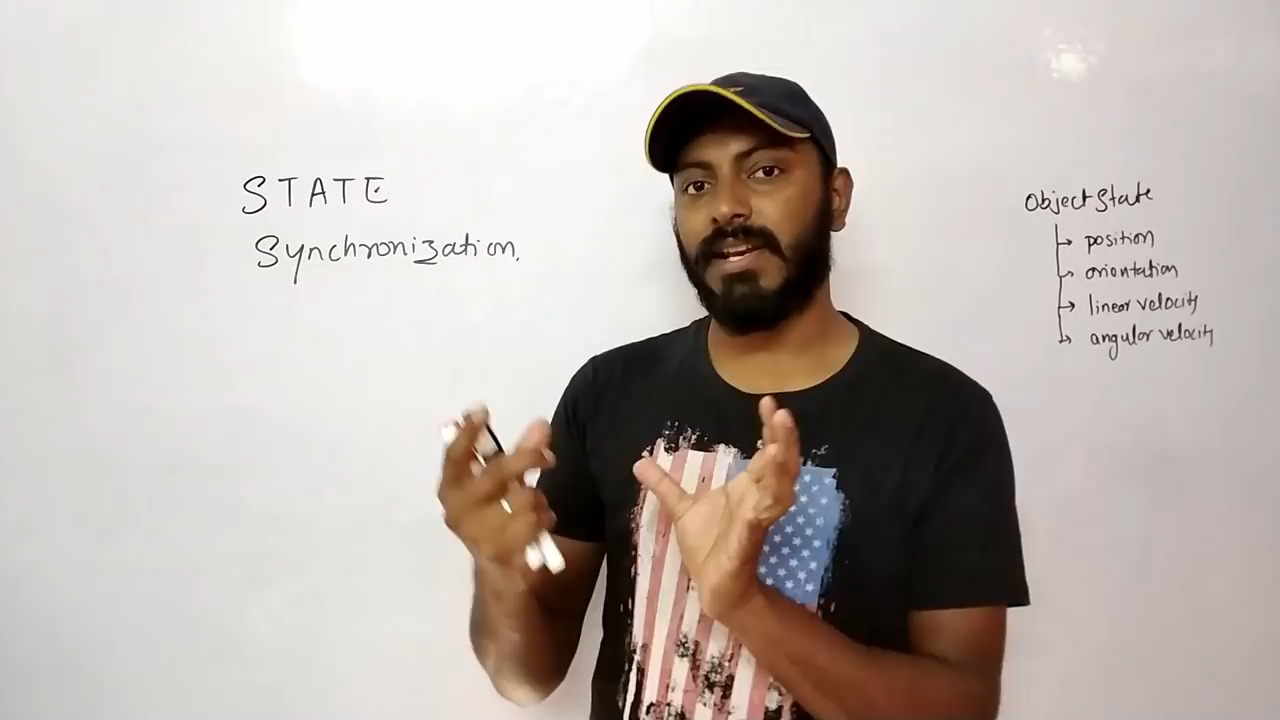 STATE
Synchronization.
Object State
position
orientation
linear velocity
angular velocity